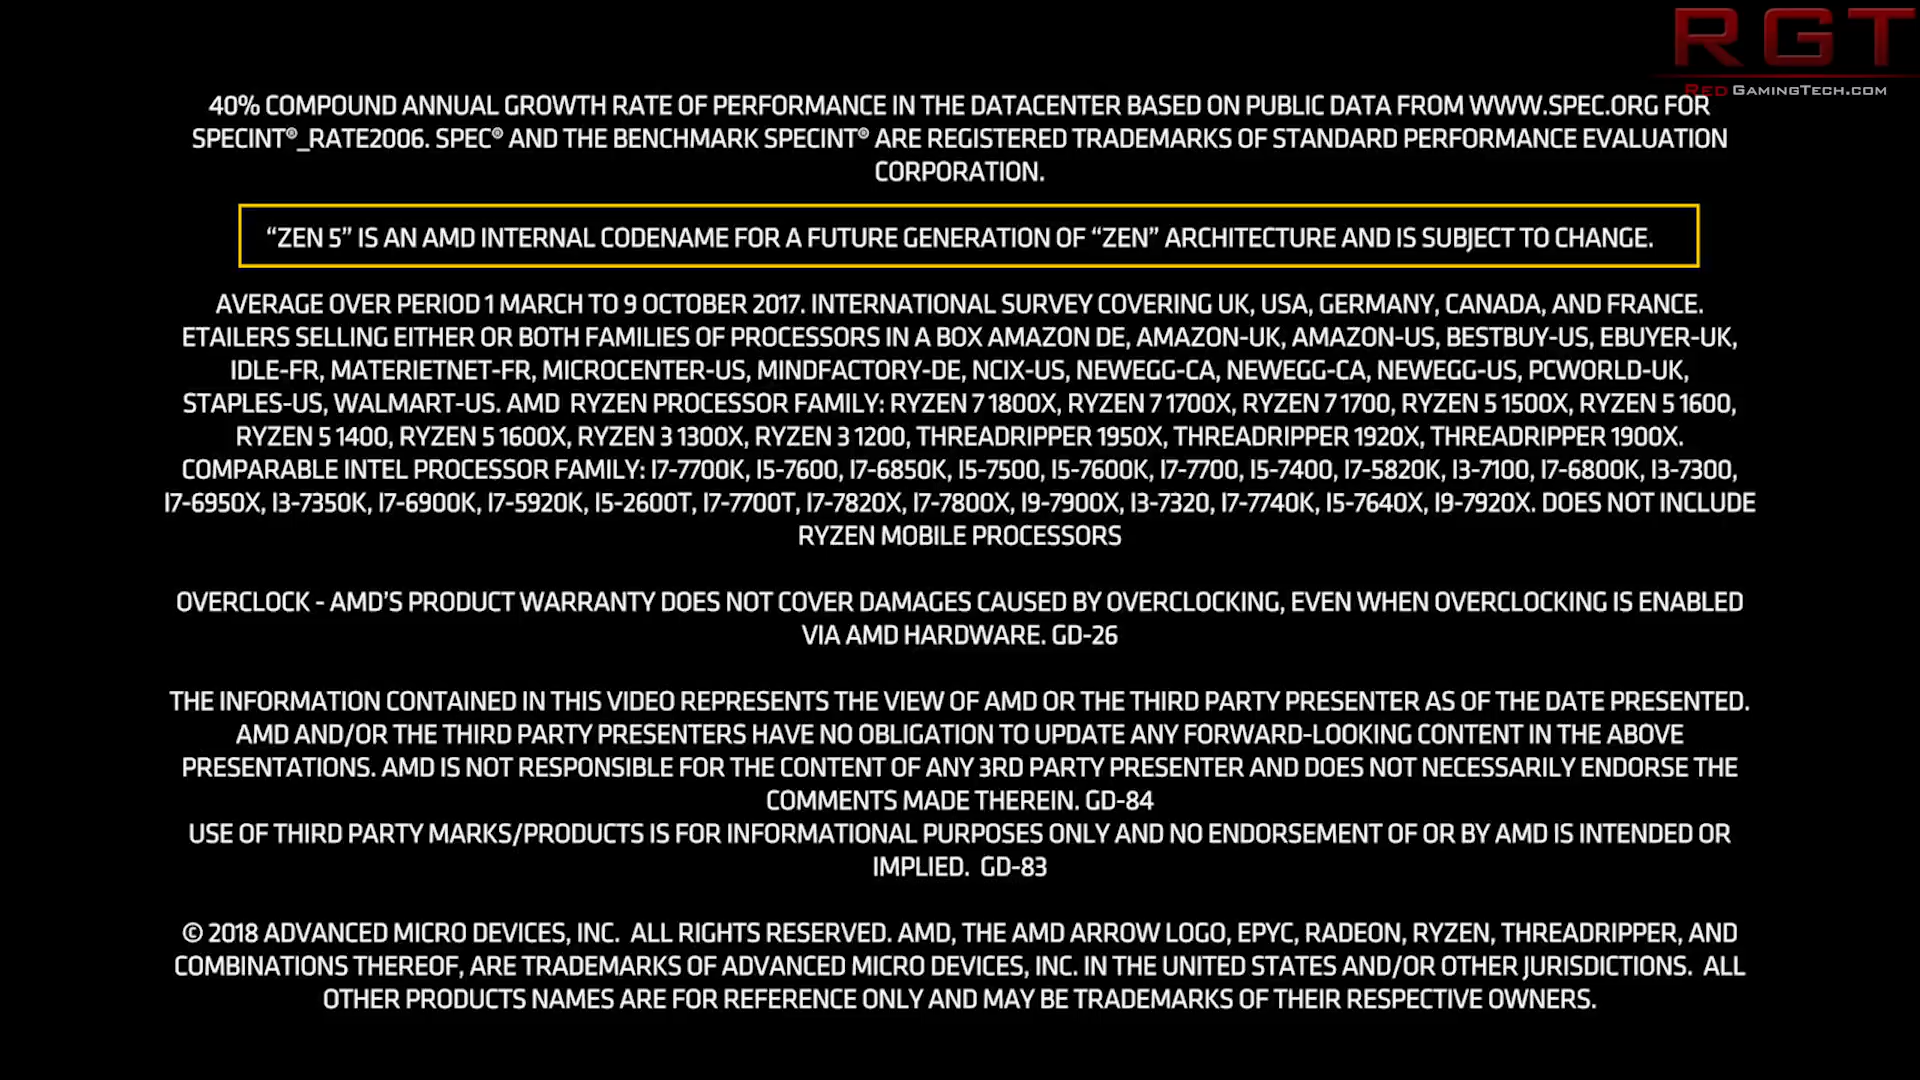 RGT
RED GAMINGTECH.COM
40% COMPOUND ANNUAL GROWTH RATE OF PERFORMANCE IN THE DATACENTER BASED ON PUBLIC DATA FROM WWW.SPEC.ORG FOR
SPECINT®_RATE2006. SPEC® AND THE BENCHMARK SPECINT® ARE REGISTERED TRADEMARKS OF STANDARD PERFORMANCE EVALUATION
CORPORATION.
“ZEN 5” IS AN AMD INTERNAL CODENAME FOR A FUTURE GENERATION OF “ZEN” ARCHITECTURE AND IS SUBJECT TO CHANGE.
AVERAGE OVER PERIOD 1 MARCH TO 9 OCTOBER 2017. INTERNATIONAL SURVEY COVERING UK, USA, GERMANY, CANADA, AND FRANCE.
ETAILERS SELLING EITHER OR BOTH FAMILIES OF PROCESSORS IN A BOX AMAZON DE, AMAZON-UK, AMAZON-US, BESTBUY-US, EBUYER-UK,
IDLE-FR, MATERIETNET-FR, MICROCENTER-US, MINDFACTORY-DE, NCIX-US, NEWEGG-CA, NEWEGG-CA, NEWEGG-US, PCWORLD-UK,
STAPLES-US, WALMART-US. AMD RYZEN PROCESSOR FAMILY: RYZEN 7 1800X, RYZEN 7 1700X, RYZEN 7 1700, RYZEN 5 1500X, RYZEN 5 1600,
RYZEN 5 1400, RYZEN 5 1600X, RYZEN 3 1300X, RYZEN 3 1200, THREADRIPPER 1950X, THREADRIPPER 1920X, THREADRIPPER 1900X.
COMPARABLE INTEL PROCESSOR FAMILY: I7-7700K, I5-7600, I7-6850K, I5-7500, I5-7600K, I7-7700, I5-7400, I7-5820K, I3-7100, I7-6800K, I3-7300,
I7-6950X, I3-7350K, I7-6900K, I7-5920K, I5-2600T, I7-7700T, I7-7820X, I7-7800X, I9-7900X, I3-7320, I7-7740K, I5-7640X, I9-7920X. DOES NOT INCLUDE
RYZEN MOBILE PROCESSORS
OVERCLOCK - AMD’S PRODUCT WARRANTY DOES NOT COVER DAMAGES CAUSED BY OVERCLOCKING, EVEN WHEN OVERCLOCKING IS ENABLED
VIA AMD HARDWARE. GD-26
THE INFORMATION CONTAINED IN THIS VIDEO REPRESENTS THE VIEW OF AMD OR THE THIRD PARTY PRESENTER AS OF THE DATE PRESENTED.
AMD AND/OR THE THIRD PARTY PRESENTERS HAVE NO OBLIGATION TO UPDATE ANY FORWARD-LOOKING CONTENT IN THE ABOVE
PRESENTATIONS. AMD IS NOT RESPONSIBLE FOR THE CONTENT OF ANY 3RD PARTY PRESENTER AND DOES NOT NECESSARILY ENDORSE THE
COMMENTS MADE THEREIN. GD-84
USE OF THIRD PARTY MARKS/PRODUCTS IS FOR INFORMATIONAL PURPOSES ONLY AND NO ENDORSEMENT OF OR BY AMD IS INTENDED OR
IMPLIED. GD-83
© 2018 ADVANCED MICRO DEVICES, INC. ALL RIGHTS RESERVED. AMD, THE AMD ARROW LOGO, EPYC, RADEON, RYZEN, THREADRIPPER, AND
COMBINATIONS THEREOF, ARE TRADEMARKS OF ADVANCED MICRO DEVICES, INC. IN THE UNITED STATES AND/OR OTHER JURISDICTIONS. ALL
OTHER PRODUCTS NAMES ARE FOR REFERENCE ONLY AND MAY BE TRADEMARKS OF THEIR RESPECTIVE OWNERS.